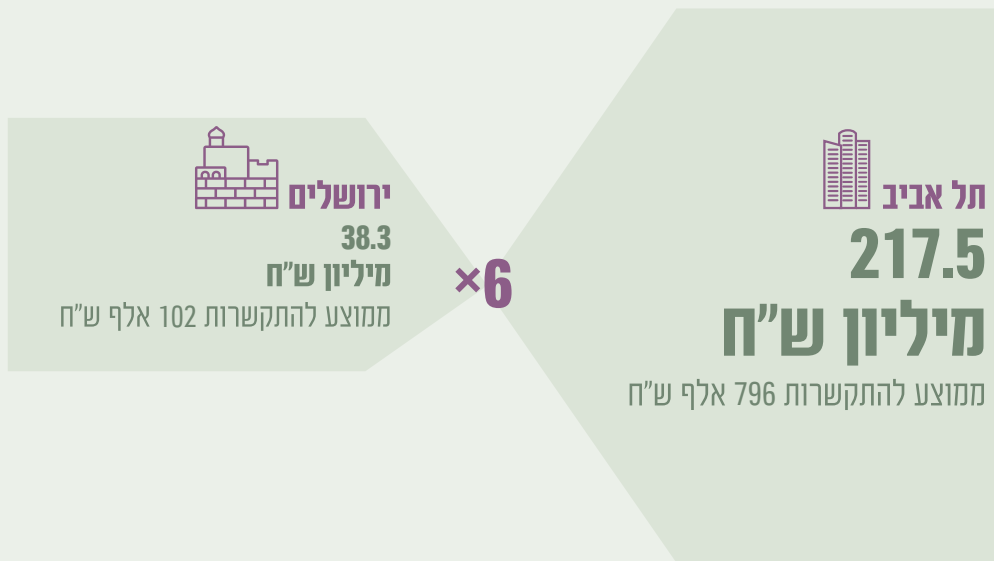 תל אביב
217.5
מיליון ש"ח
ממוצע להתקשרות 796 אלף ש"ח
×6
ירושלים
38.3
מיליון ש"ח
ממוצע להתקשרות 102 אלף ש"ח